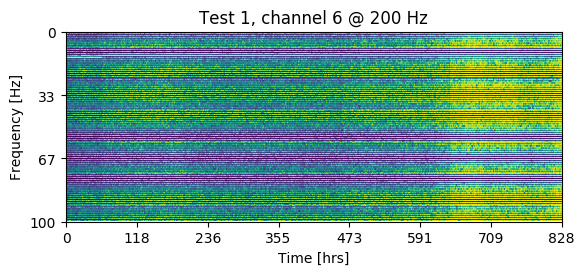 Test 1, channel 6 @ 200 Hz
Frequency [Hz]
0
33
67
100
0 118 236 355 473 591 709 828
Time [hrs]